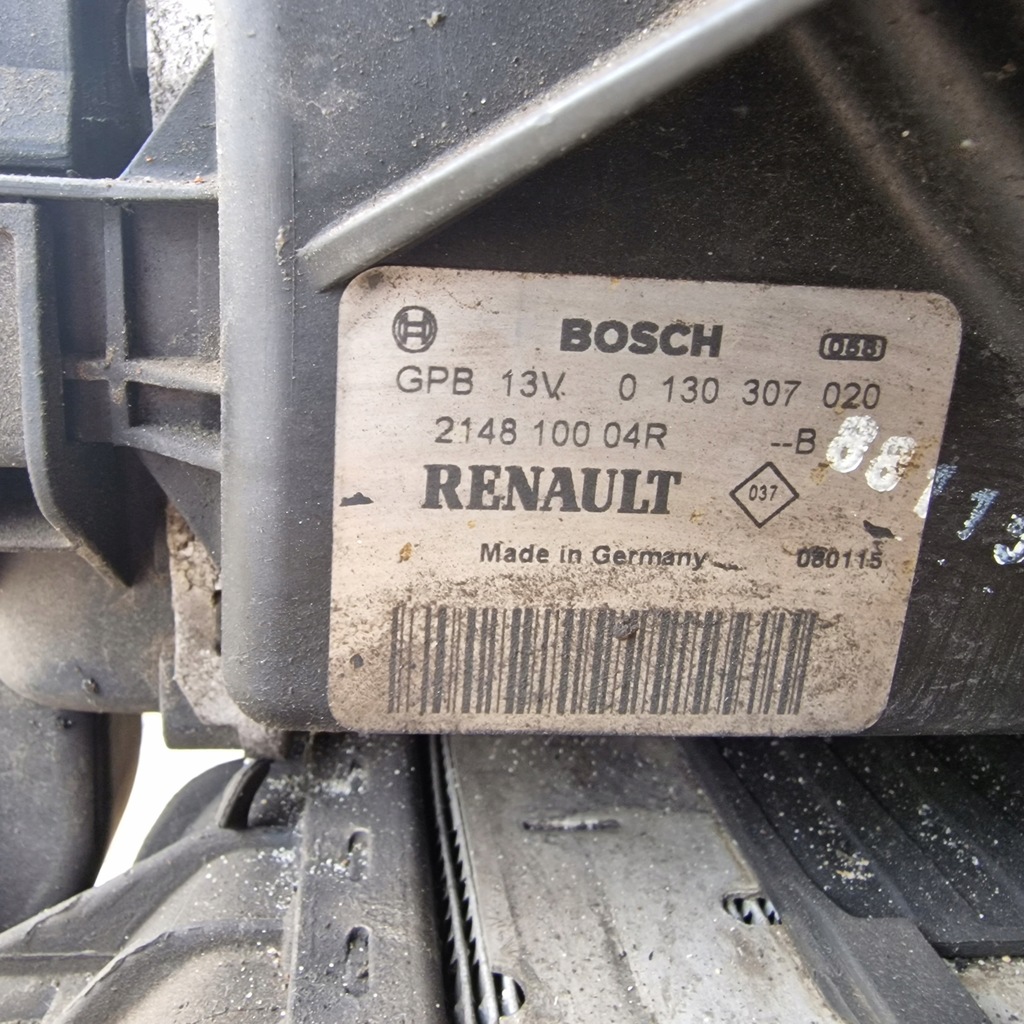 BOSCH
GPB 13V. 0 130 307 020
2148 100 04R --B
RENAULT 037
Made in Germany 080115